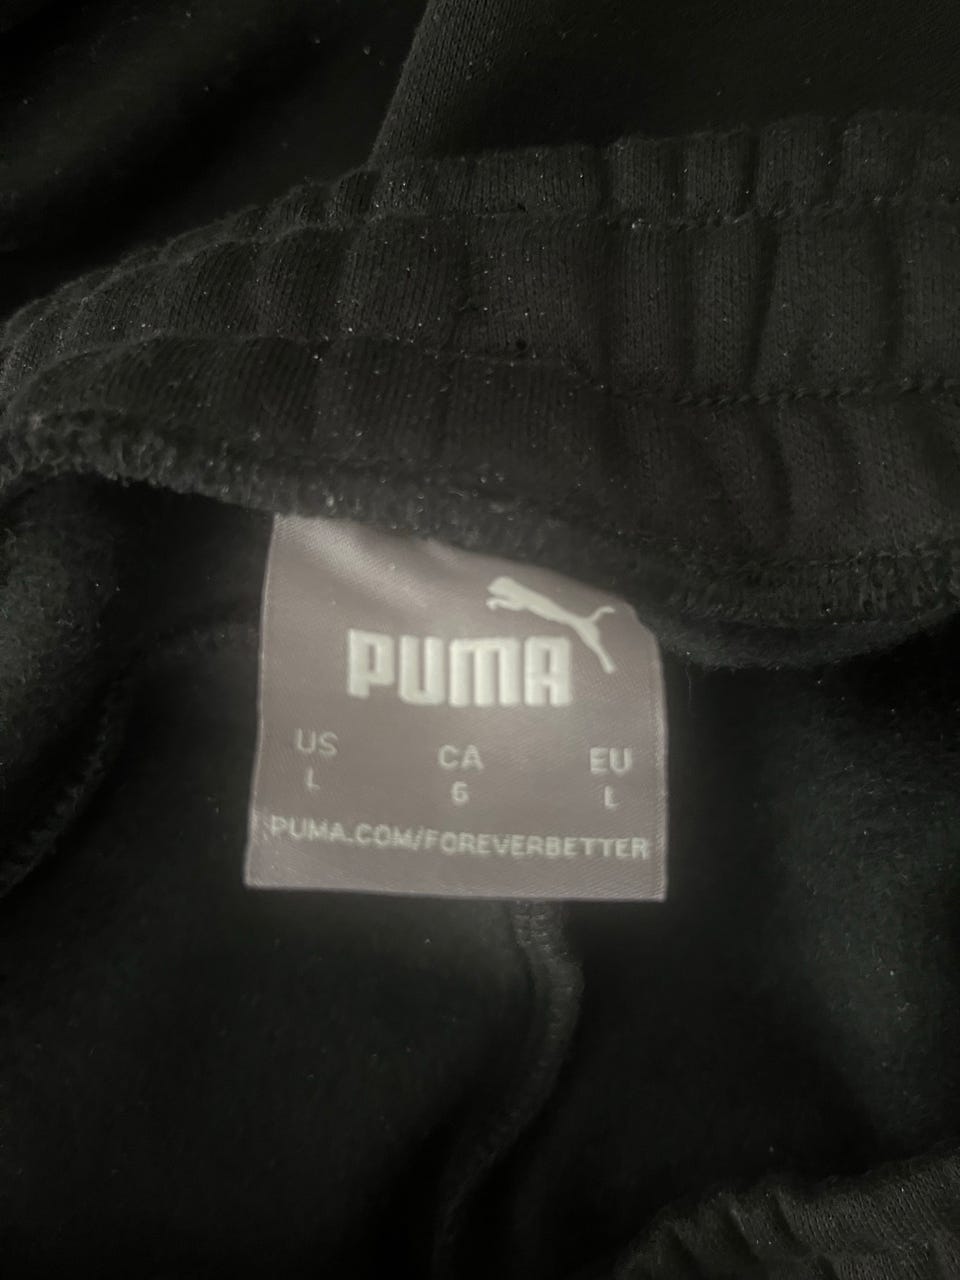 PUMA
US CA EU
L G L
PUMA.COM/FOREVERBETTER